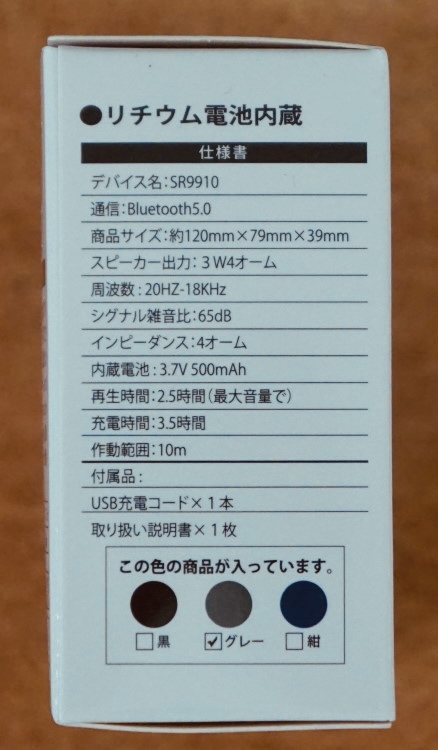 ●リチウム電池内蔵
仕様書
デバイス名：SR9910
通信：Bluetooth5.0
商品サイズ：約120mm×79mm×39mm
スピーカー出力：３W4オーム
周波数：20HZ-18KHz
シグナル雑音比：65dB
インピーダンス：4オーム
内蔵電池：3.7V 500mAh
再生時間：2.5時間（最大音量で）
充電時間：3.5時間
作動範囲：10m
付属品：
USB充電コード×１本
取り扱い説明書×１枚
この色の商品が入っています。
□黒 ☑グレー □紺